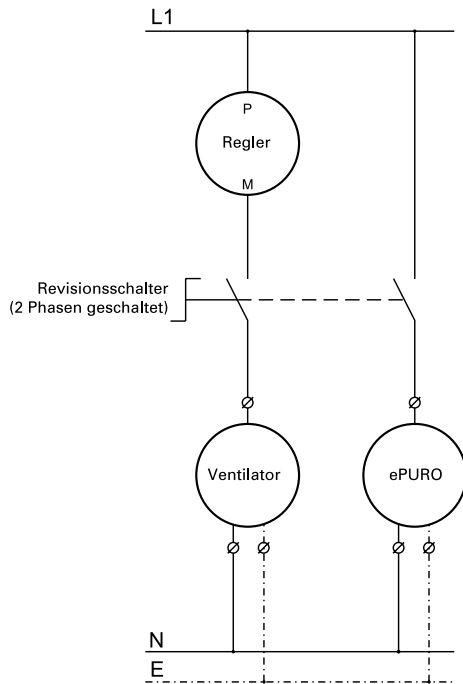 L1
P
Regler
M
Revisionsschalter
(2 Phasen geschaltet)
Ventilator
ePURO
N
E